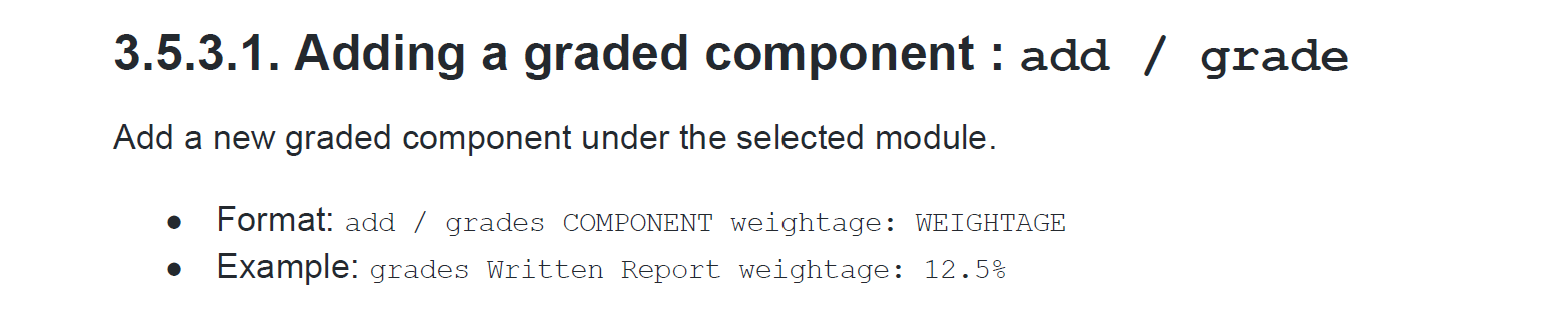 3.5.3.1. Adding a graded component : add / grade
Add a new graded component under the selected module.
● Format: add / grades COMPONENT weightage: WEIGHTAGE
● Example: grades Written Report weightage: 12.5%